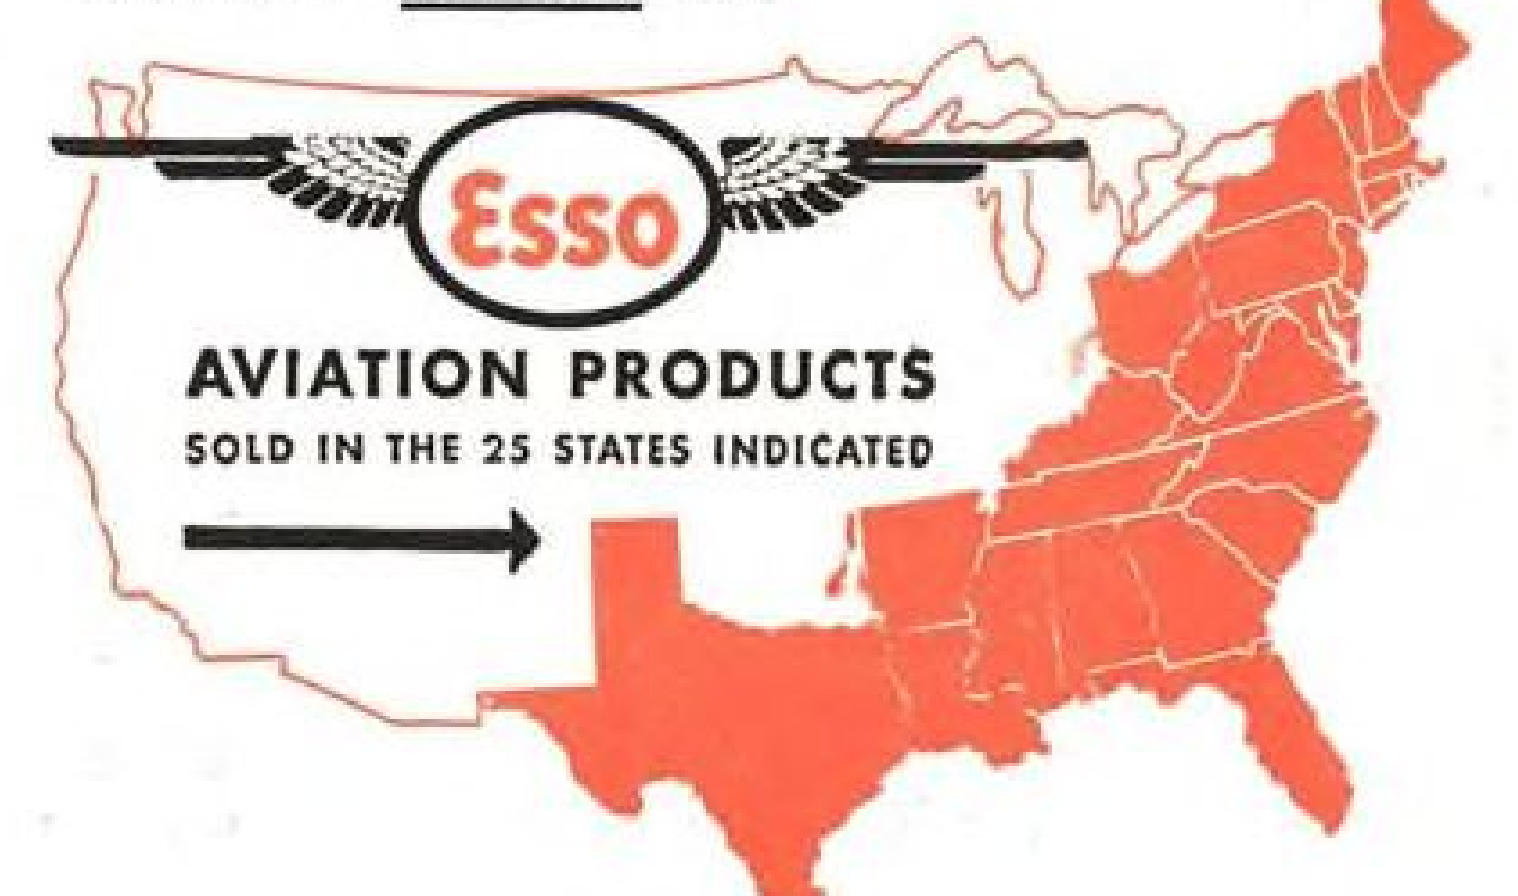 Esso
AVIATION PRODUCTS
SOLD IN THE 25 STATES INDICATED